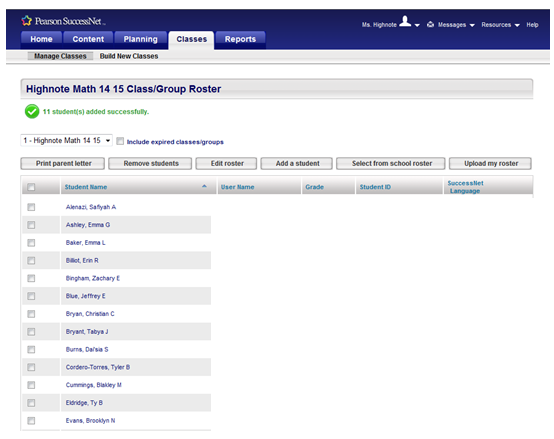 Pearson SuccessNet™
Ms. Highnote Messages Resources Help
Home Content Planning Classes Reports
Manage Classes Build New Classes
Highnote Math 14 15 Class/Group Roster
11 student(s) added successfully.
1 - Highnote Math 14 15 Include expired classes/groups
Print parent letter Remove students Edit roster Add a student Select from school roster Upload my roster
Student Name User Name Grade Student ID SuccessNet
Language
Alenazi, Safiyah A
Ashley, Emma G
Baker, Emma L
Billiot, Erin R
Bingham, Zachary E
Blue, Jeffrey E
Bryan, Christian C
Bryant, Tabya J
Burns, Dal'sia S
Cordero-Torres, Tyler B
Cummings, Blakley M
Eldridge, Ty B
Evans, Brooklyn N